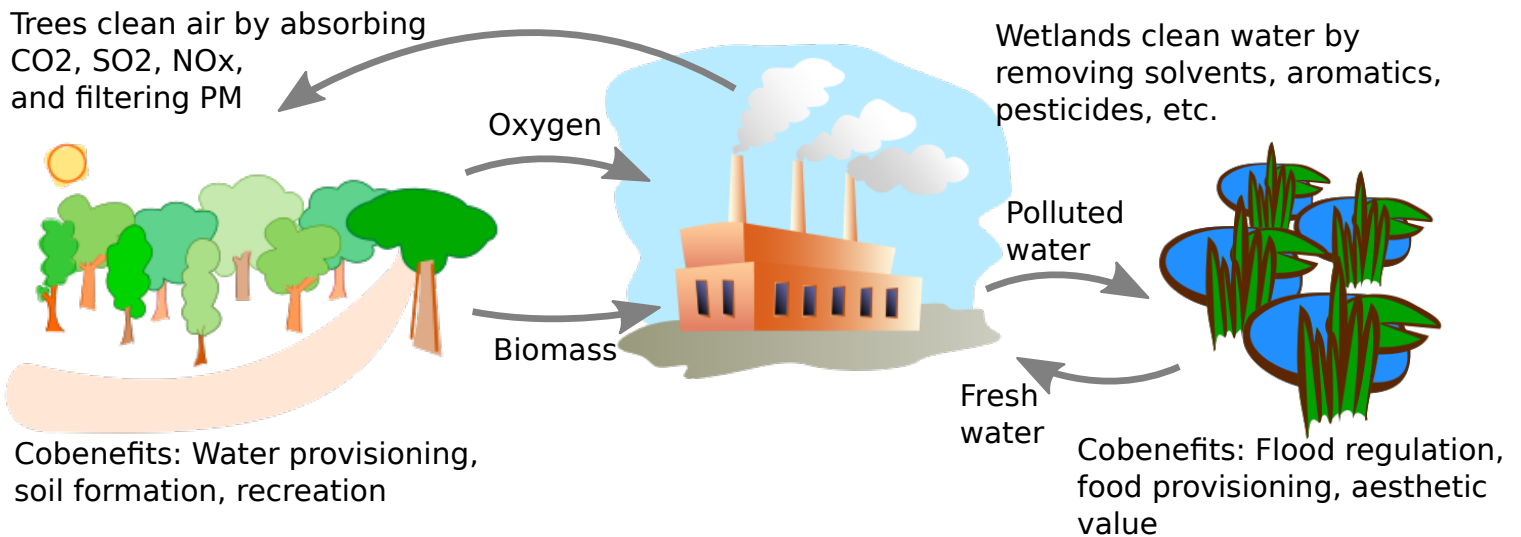 Trees clean air by absorbing
CO2, SO2, NOx,
and filtering PM
Oxygen
Biomass
Cobenefits: Water provisioning,
soil formation, recreation
Wetlands clean water by
removing solvents, aromatics,
pesticides, etc.
Polluted
water
Fresh
water
Cobenefits: Flood regulation,
food provisioning, aesthetic
value